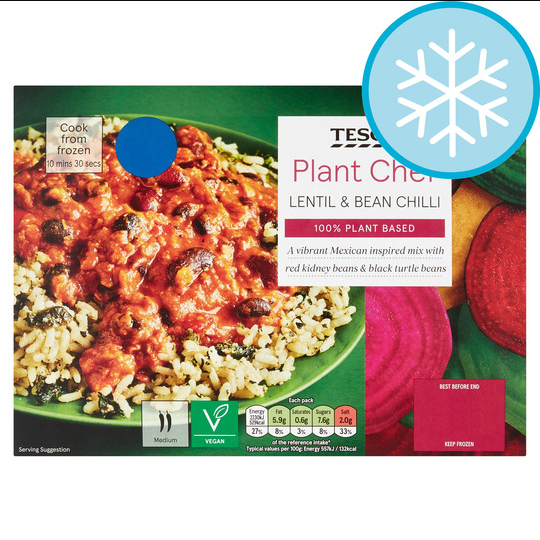 Cook
from
frozen
10 mins 30 secs
Plant Chef
LENTIL & BEAN CHILLI
100% PLANT BASED
A vibrant Mexican inspired mix with
red kidney beans & black turtle beans
BEST BEFORE END
KEEP FROZEN
Medium
VEGAN
Each pack
Energy Fat Saturates Sugars Salt
2230kJ
529kcal 5.9g 0.6g 7.6g 2.0g
27% 8% 3% 8% 33%
of the reference intake*
Typical values per 100g: Energy 557kJ / 132kcal
Serving Suggestion